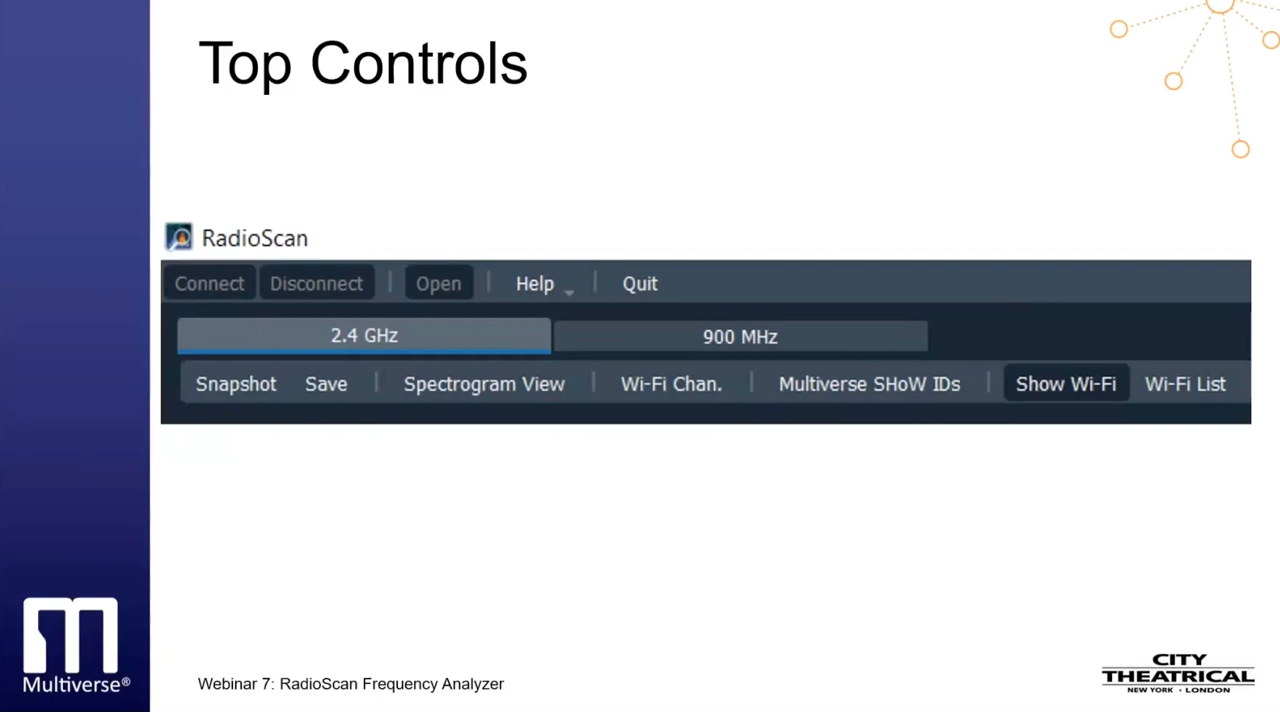 Top Controls
RadioScan
Connect Disconnect Open Help Quit
2.4 GHz 900 MHz
Snapshot Save Spectrogram View Wi-Fi Chan. Multiverse SHoW IDs Show Wi-Fi Wi-Fi List
Multiverse®
Webinar 7: RadioScan Frequency Analyzer
CITY
THEATRICAL
NEW YORK · LONDON